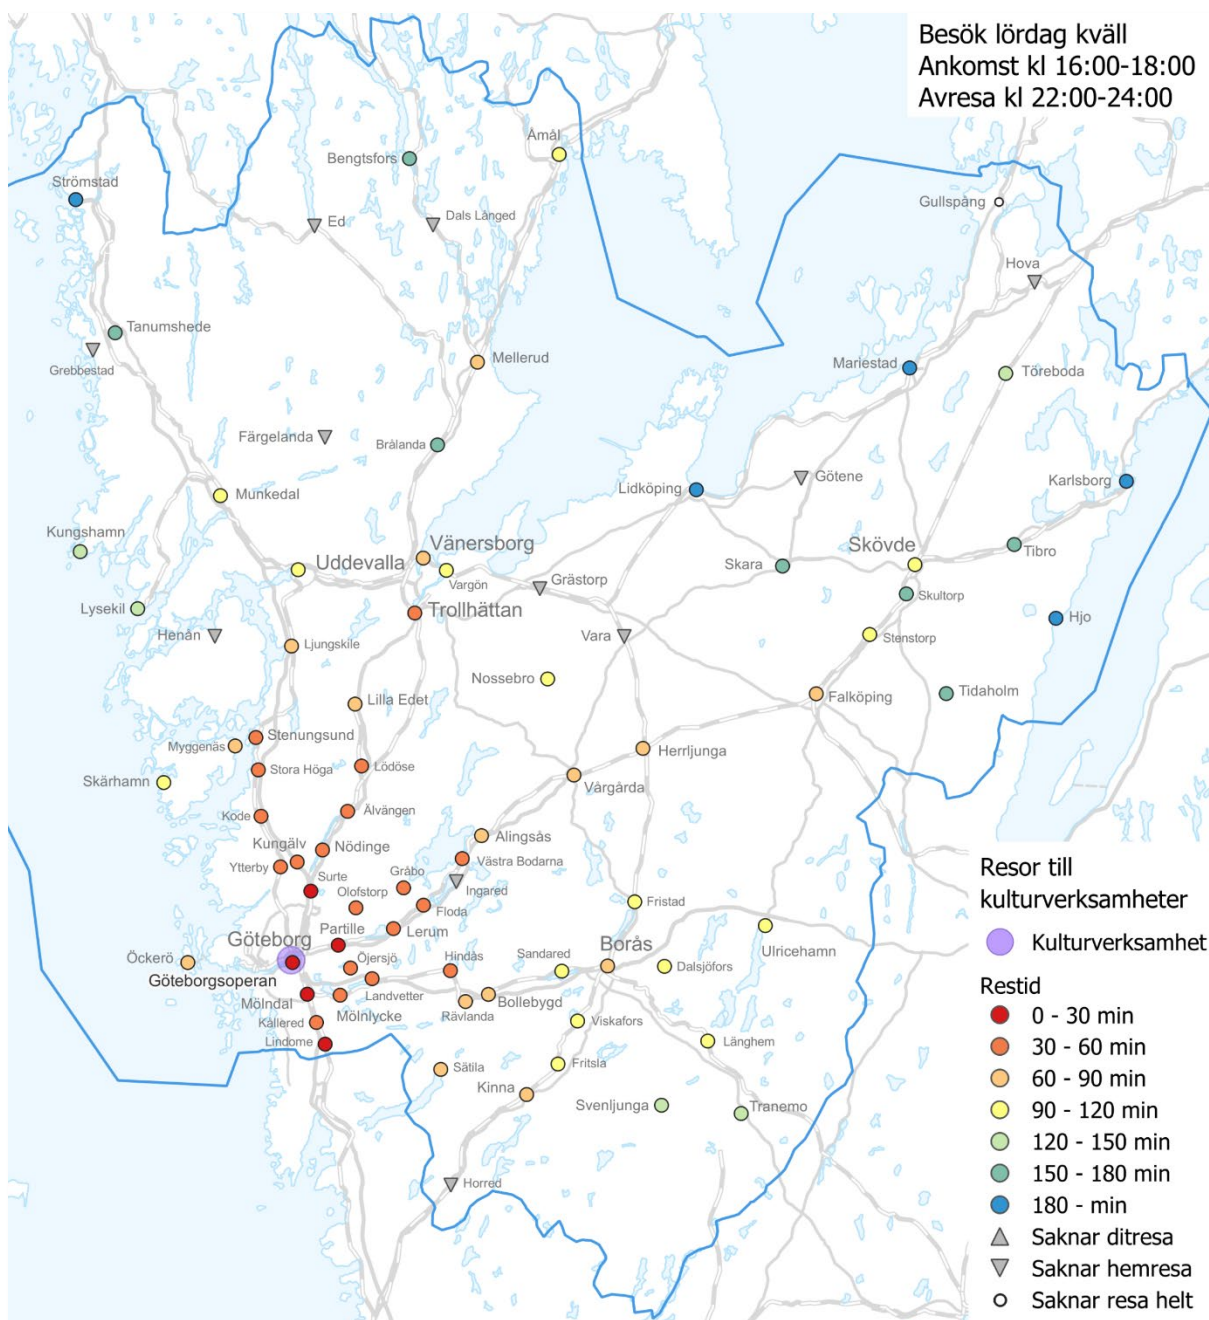 Besök lördag kväll
Ankomst kl 16:00-18:00
Avresa kl 22:00-24:00
Åmål
Bengtsfors
Strömstad
Gullspång
Ed
Dals Långed
Hova
Tanumshede
Grebbestad
Mellerud
Mariestad
Töreboda
Färgelanda
Brålanda
Munkedal
Lidköping
Götene
Karlsborg
Kungshamn
Vänersborg
Skövde
Tibro
Uddevalla
Vargön
Skara
Grästorp
Skultorp
Lysekil
Trollhättan
Hjo
Henån
Ljungskile
Vara
Stenstorp
Nossebro
Lilla Edet
Falköping
Tidaholm
Stenungsund
Myggenäs
Herrljunga
Stora Höga
Lödöse
Skärhamn
Vårgårda
Kode
Älvängen
Alingsås
Kungälv
Nödinge
Ytterby
Västra Bodarna
Surte
Gråbo
Olofstorp
Ingared
Floda
Fristad
Partille
Lerum
Göteborg
Borås
Ulricehamn
Öckerö
Öjersjö
Hindås
Sandared
Dalsjöfors
Göteborgsoperan
Landvetter
Mölndal
Mölnlycke
Rävlanda
Bollebygd
Kållered
Viskafors
Lindome
Länghem
Sätila
Fritsla
Kinna
Svenljunga
Tranemo
Horred
Resor till
kulturverksamheter
Kulturverksamhet
Restid
0 - 30 min
30 - 60 min
60 - 90 min
90 - 120 min
120 - 150 min
150 - 180 min
180 - min
Saknar ditresa
Saknar hemresa
Saknar resa helt